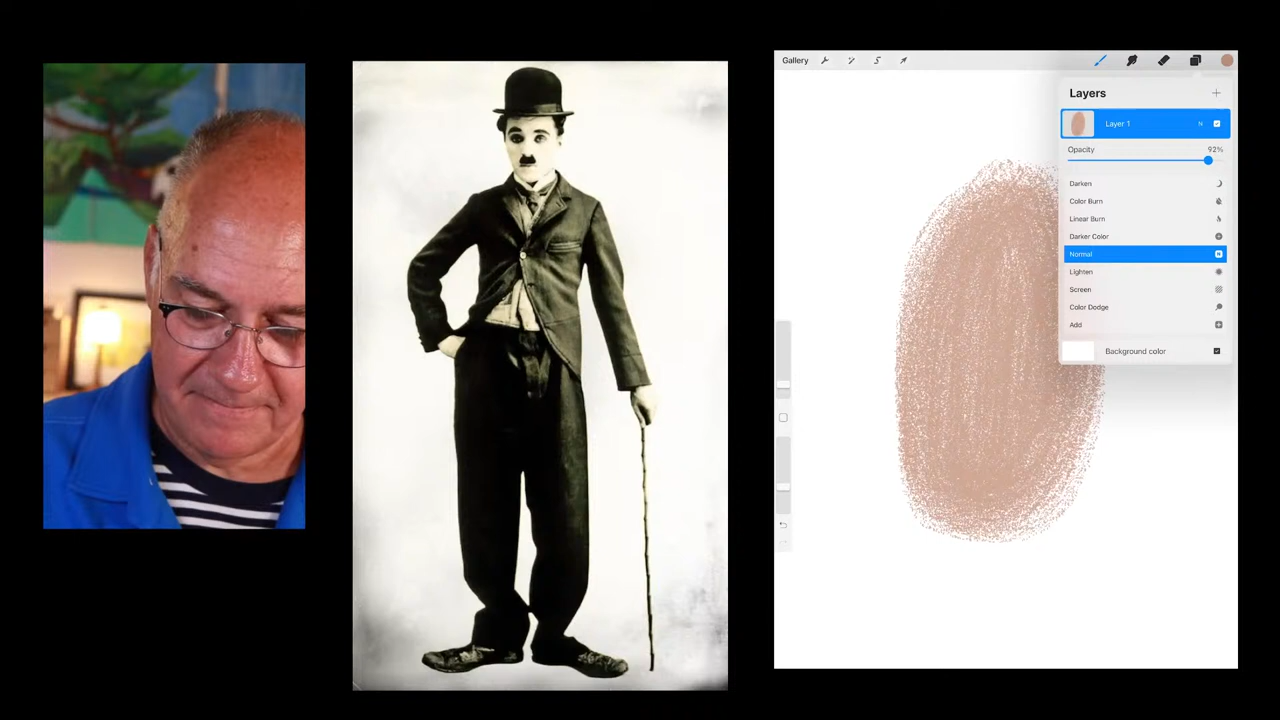 Gallery
Layers
Layer 1 N
Opacity 92%
Darken
Color Burn
Linear Burn
Darker Color
Normal
Lighten
Screen
Color Dodge
Add
Background color